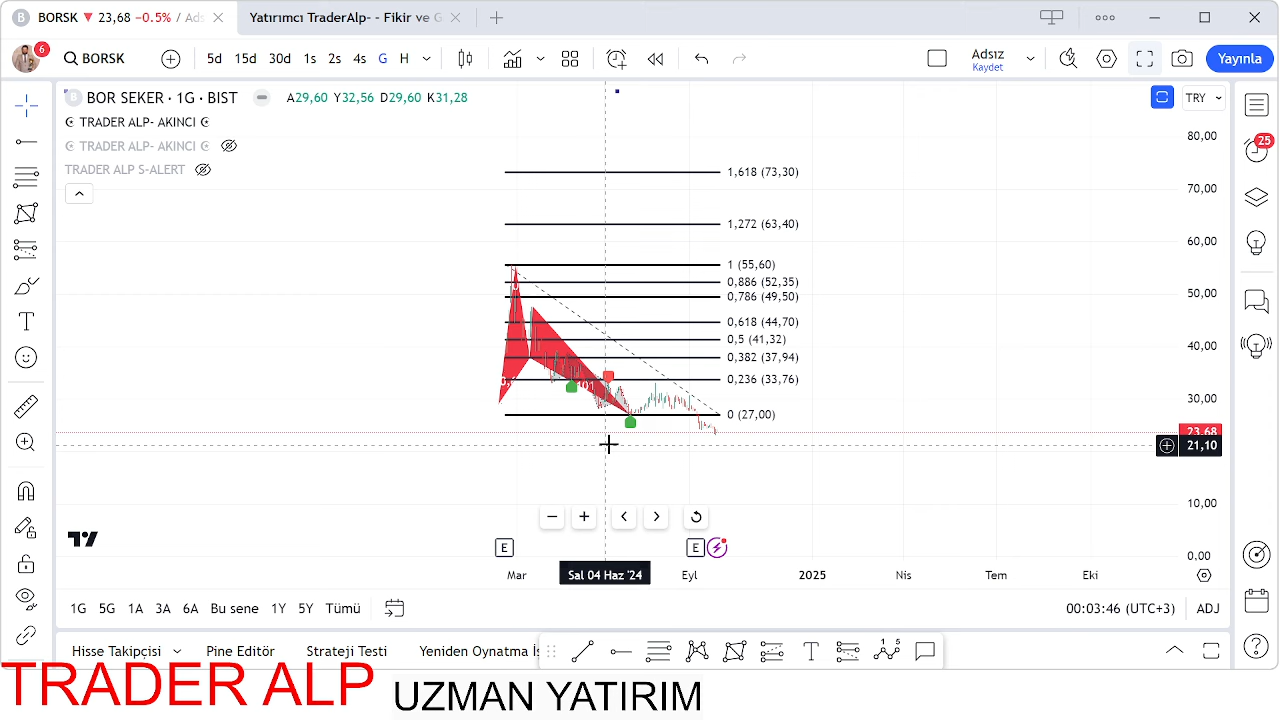 B BORSK 23,68 −0.5% / Ads
Yatırımcı TraderAlp- - Fikir ve G
6 BORSK 5d 15d 30d 1s 2s 4s G H Adsız
Kaydet
Yayınla
B BOR SEKER · 1G · BIST A29,60 Y32,56 D29,60 K31,28
TRY
TRADER ALP- AKINCI
TRADER ALP- AKINCI
TRADER ALP S-ALERT
25
80,00
70,00
60,00
50,00
40,00
30,00
23,68
21,10
10,00
0.00
1,618 (73,30)
1,272 (63,40)
1 (55,60)
0,886 (52,35)
0,786 (49,50)
0,618 (44,70)
0,5 (41,32)
0,382 (37,94)
0,236 (33,76)
0 (27,00)
E E
Mar Sal 04 Haz '24 Eyl 2025 Nis Tem Eki
1G 5G 1A 3A 6A Bu sene 1Y 5Y Tümü 00:03:46 (UTC+3) ADJ
Hisse Takipçisi Pine Editör Strateji Testi Yeniden Oynatma
TRADER ALP UZMAN YATIRIM